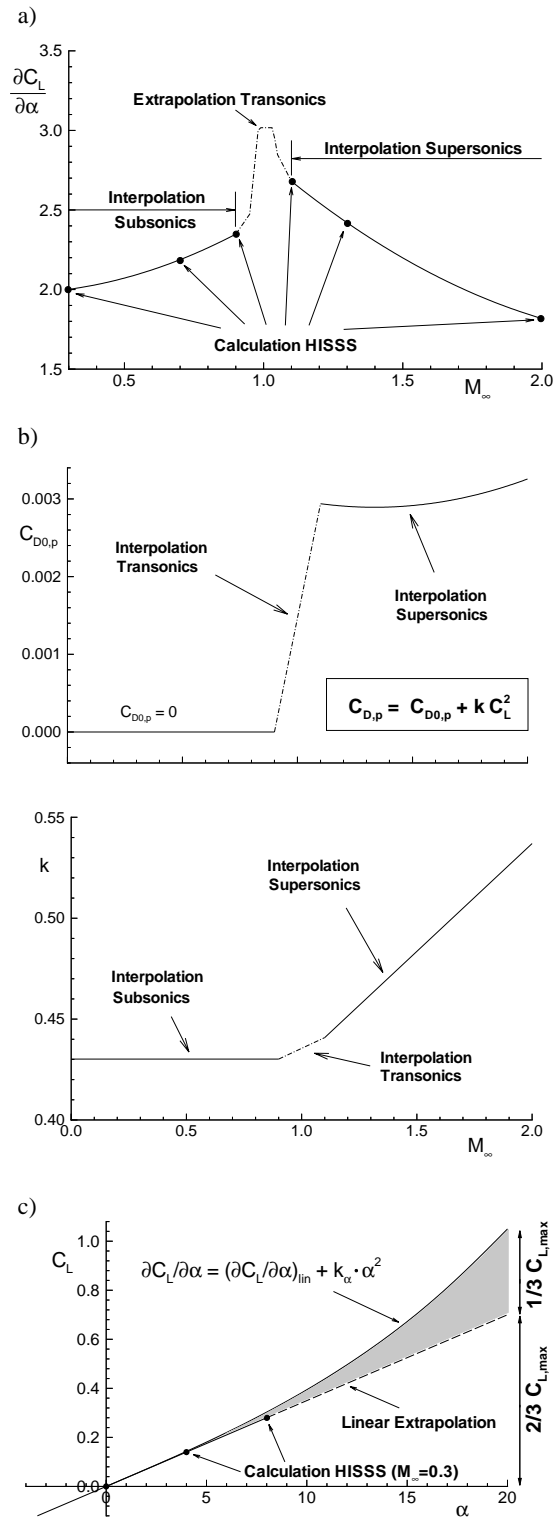 a)
3.5
∂C_L/∂α
Extrapolation Transonics
3.0
Interpolation Supersonics
Interpolation
Subsonics
2.5
2.0
Calculation HISSS
1.5
0.5 1.0 1.5 2.0
M_∞
b)
0.003
C_D0,p
Interpolation
Transonics
0.002
Interpolation
Supersonics
0.001
C_D0,p = 0
C_D,p = C_D0,p + k C_L^2
0.000
0.55
k
Interpolation
Supersonics
0.50
Interpolation
Subsonics
0.45
Interpolation
Transonics
0.40
0.0 0.5 1.0 1.5 2.0
M_∞
c)
1.0
C_L
∂C_L/∂α = (∂C_L/∂α)_lin + k_α·α^2
1/3 C_L,max
0.8
0.6
0.4
Linear Extrapolation
2/3 C_L,max
0.2
Calculation HISSS (M_∞=0.3)
0.0
0 5 10 15 20
α